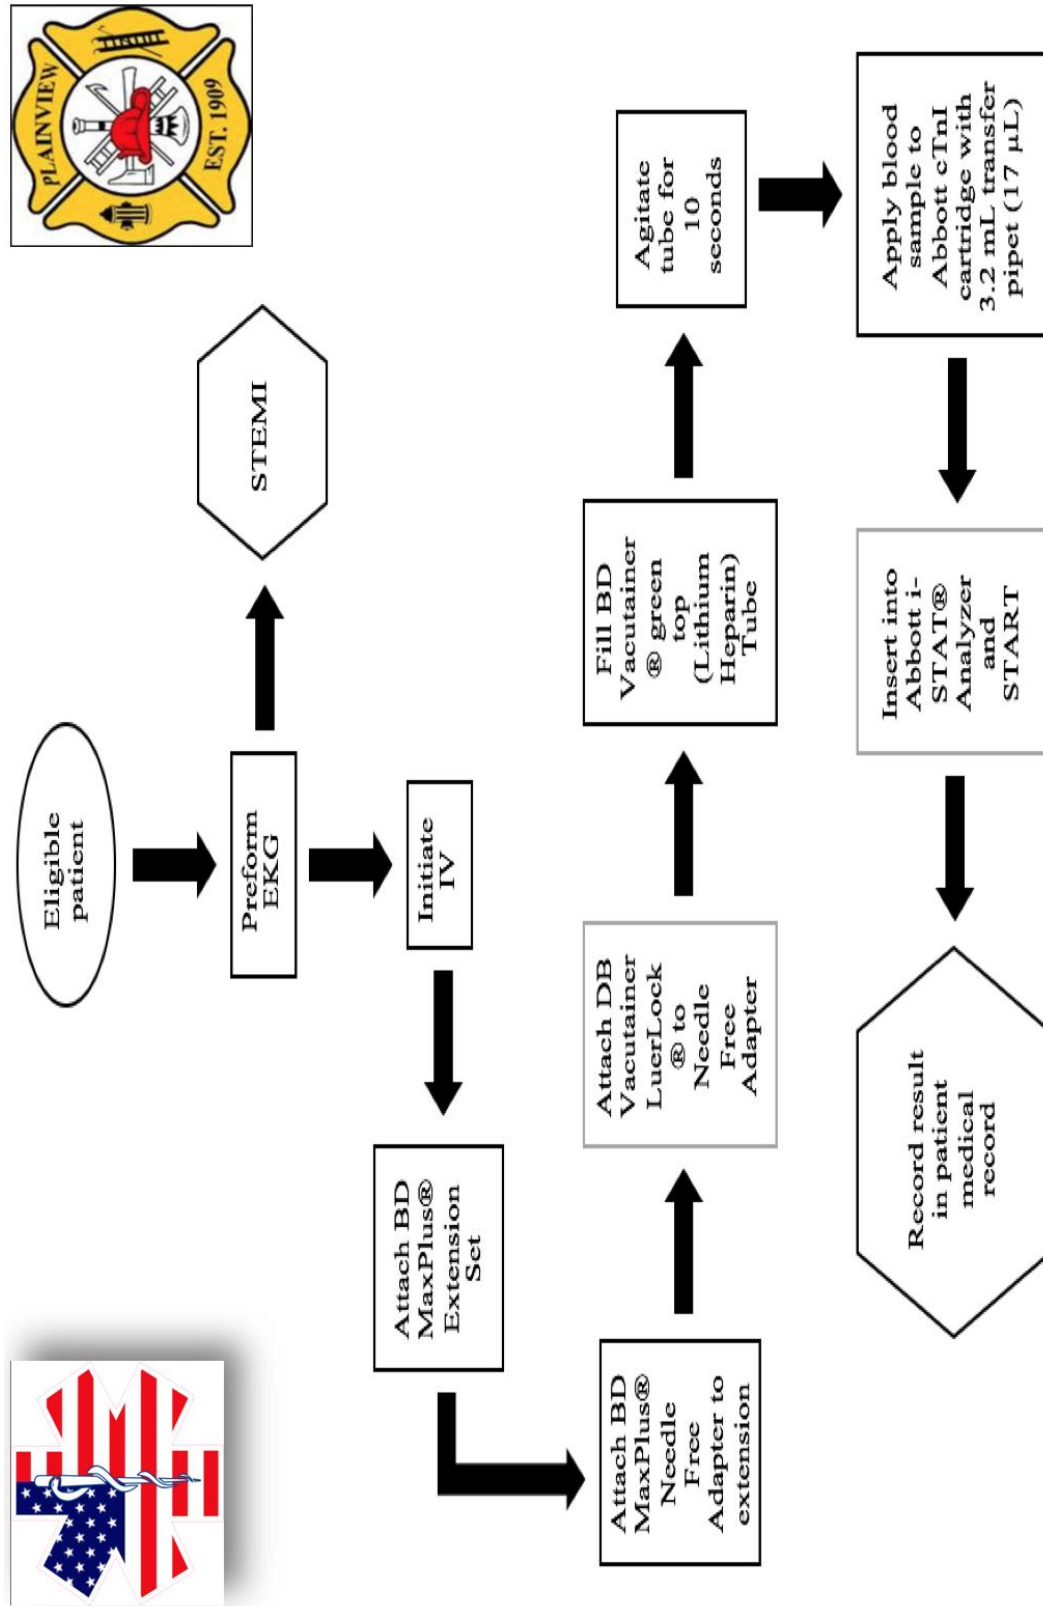 PLAINVIEW
EST. 1909
Eligible
patient
Preform
EKG
STEMI
Initiate
IV
Attach BD
MaxPlus®
Extension
Set
Attach BD
MaxPlus®
Needle
Free
Adapter to
extension
Attach DB
Vacutainer
LuerLock
® to
Needle
Free
Adapter
Fill BD
Vacutainer
® green
top
(Lithium
Heparin)
Tube
Agitate
tube for
10
seconds
Apply blood
sample to
Abbott cTnI
cartridge with
3.2 mL transfer
pipet (17 µL)
Insert into
Abbott i-
STAT®
Analyzer
and
START
Record result
in patient
medical
record